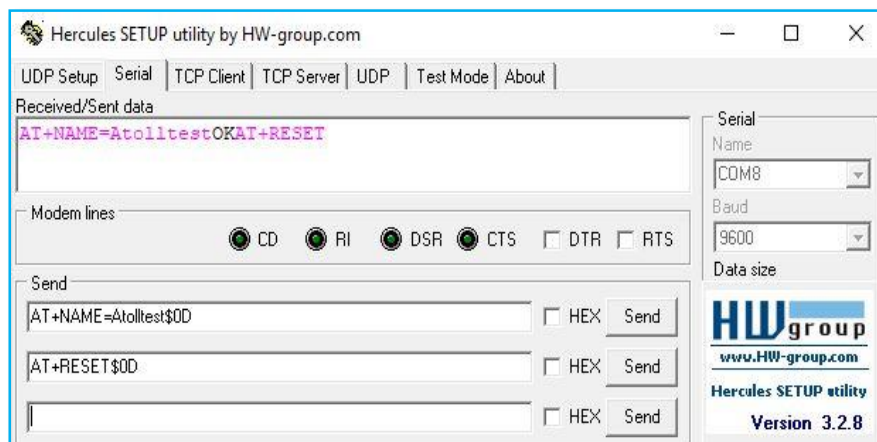 Hercules SETUP utility by HW-group.com
UDP Setup Serial TCP Client TCP Server UDP Test Mode About
Received/Sent data
AT+NAME=AtolltestOKAT+RESET
Serial
Name
COM8
Baud
9600
Data size
Modem lines
CD RI DSR CTS DTR RTS
Send
AT+NAME=Atolltest$0D HEX Send
AT+RESET$0D HEX Send
HEX Send
HW group
www.HW-group.com
Hercules SETUP utility
Version 3.2.8